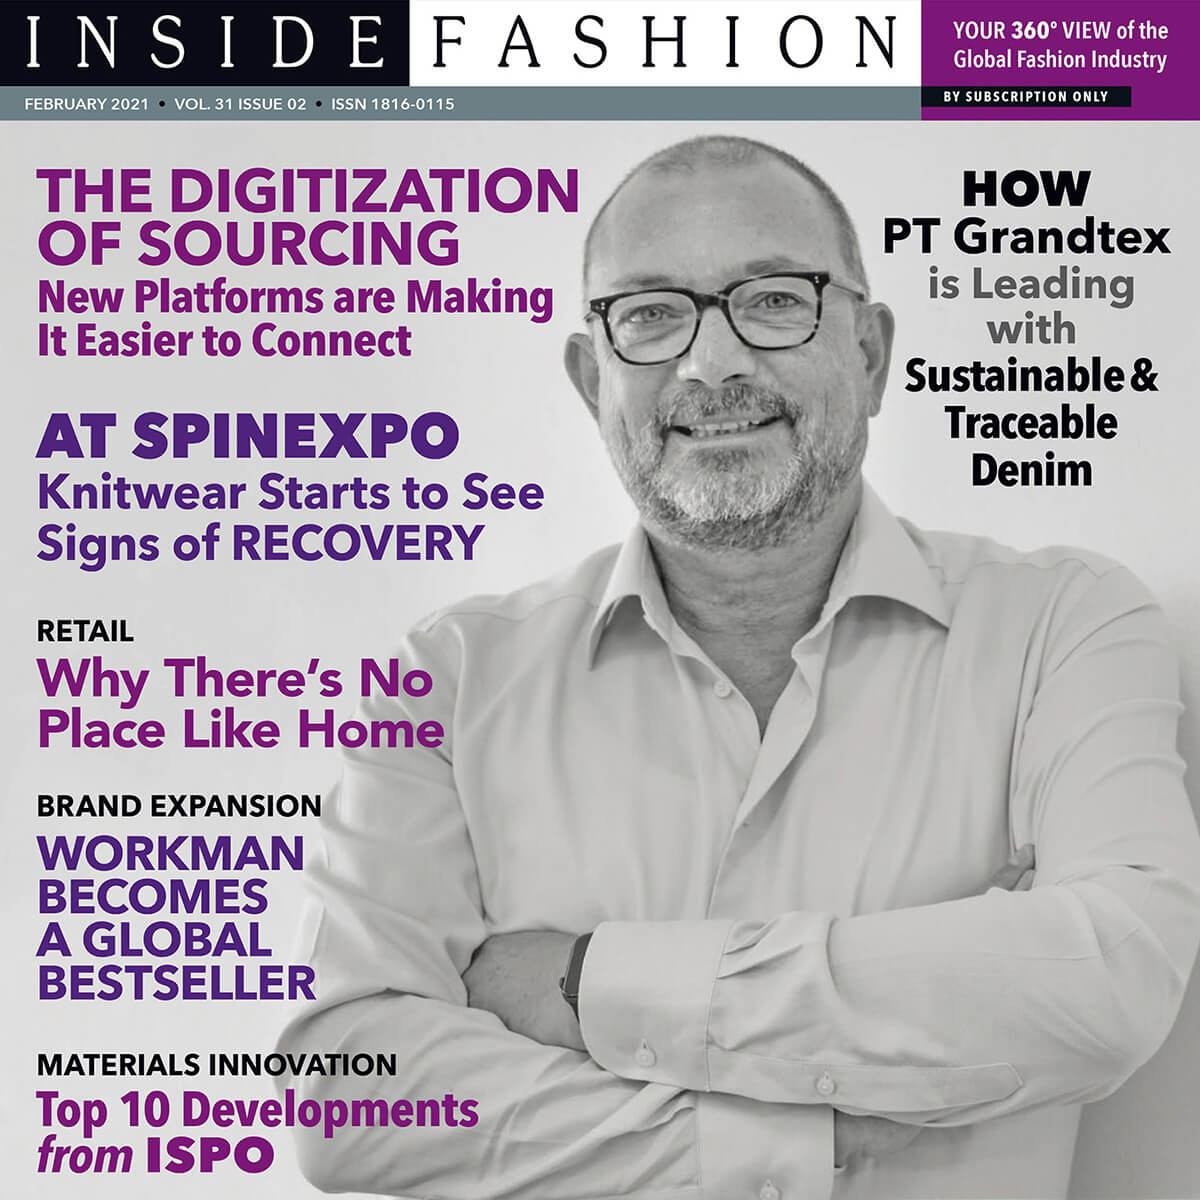 INSIDE FASHION
YOUR 360° VIEW of the
Global Fashion Industry
BY SUBSCRIPTION ONLY
FEBRUARY 2021 • VOL. 31 ISSUE 02 • ISSN 1816-0115
THE DIGITIZATION
OF SOURCING
New Platforms are Making
It Easier to Connect
AT SPINEXPO
Knitwear Starts to See
Signs of RECOVERY
RETAIL
Why There's No
Place Like Home
BRAND EXPANSION
WORKMAN
BECOMES
A GLOBAL
BESTSELLER
MATERIALS INNOVATION
Top 10 Developments
from ISPO
HOW
PT Grandtex
is Leading
with
Sustainable &
Traceable
Denim